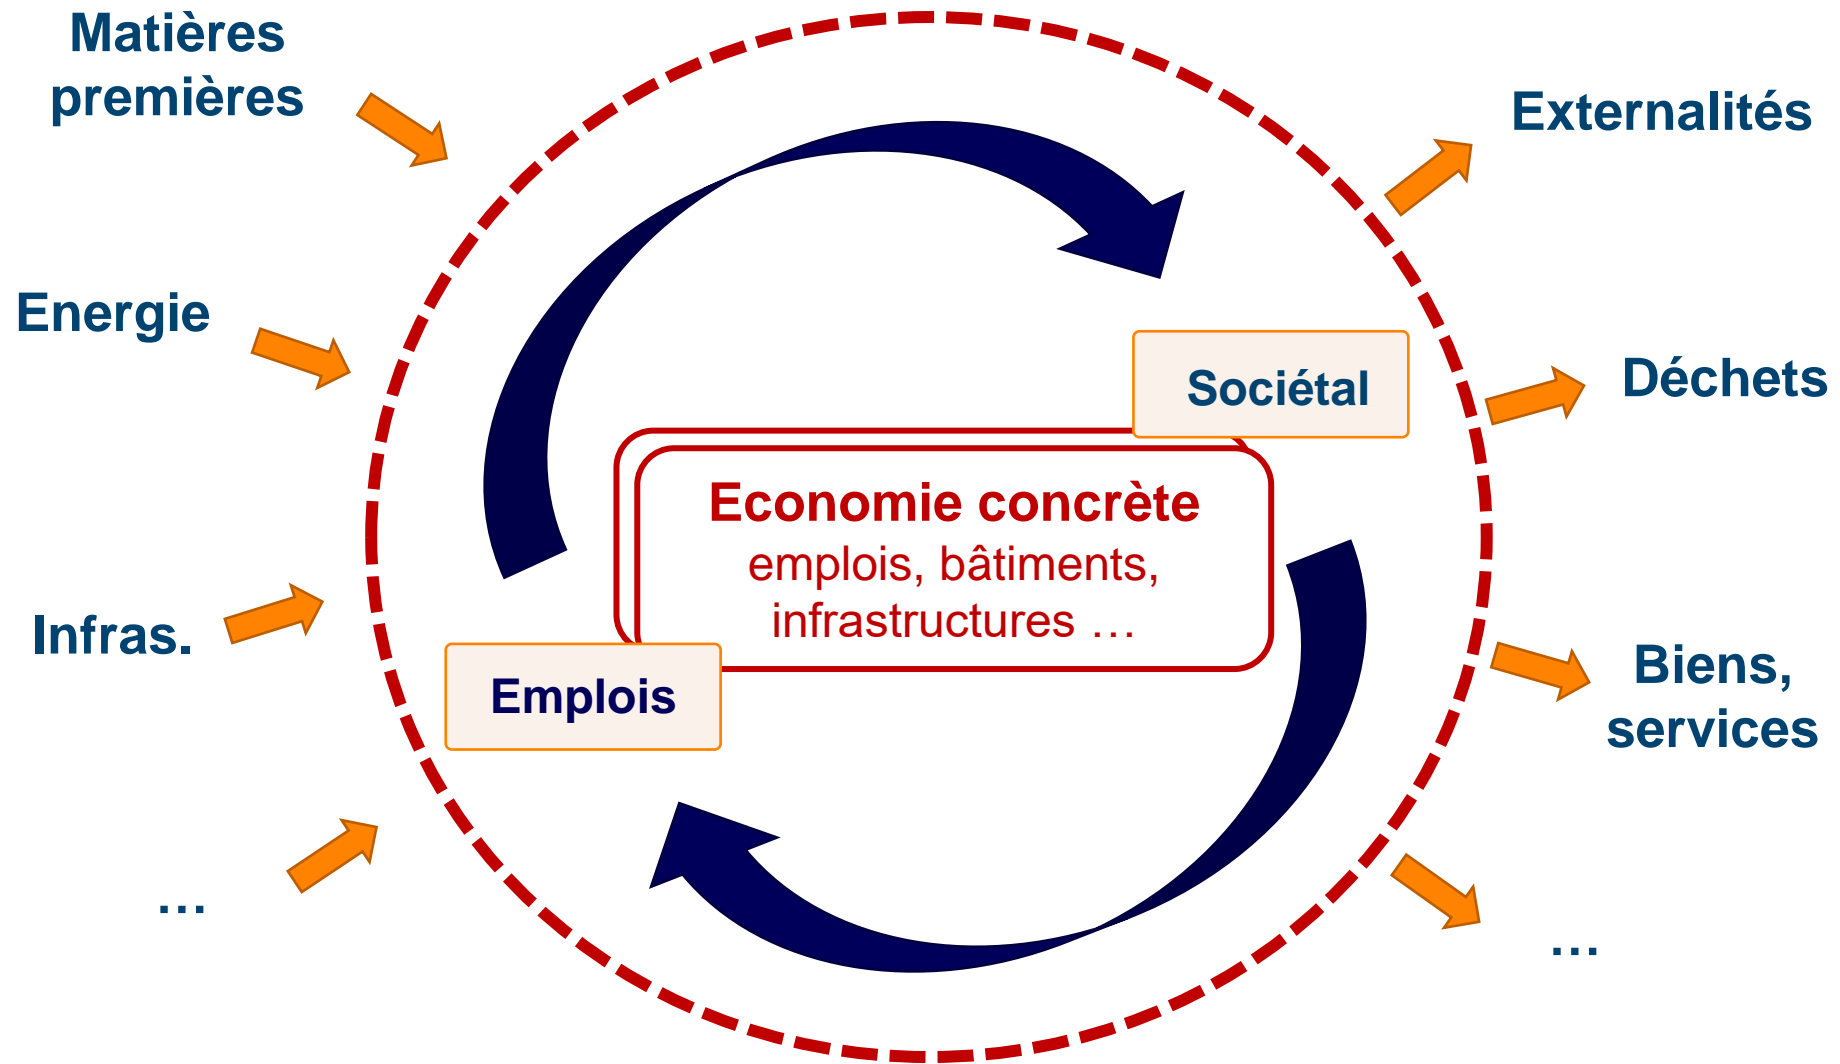 Matières
premières
Energie
Infras.
…
Sociétal
Economie concrète
emplois, bâtiments,
infrastructures …
Emplois
Externalités
Déchets
Biens,
services
…